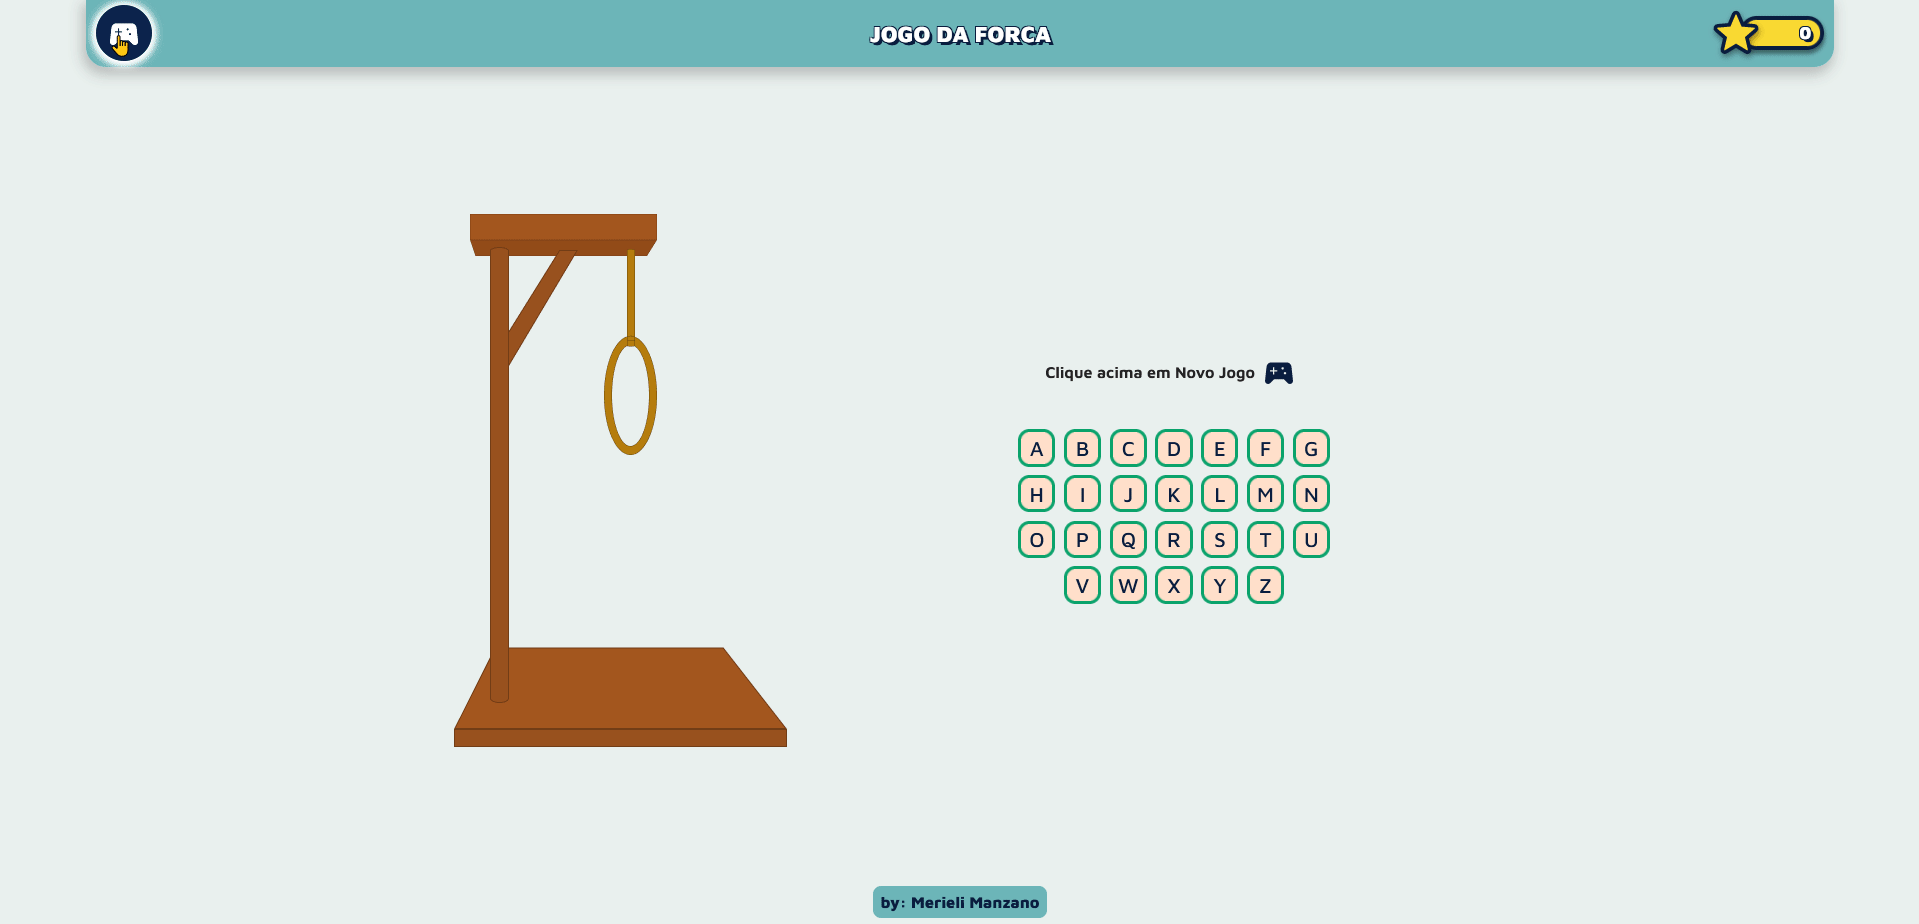 JOGO DA FORCA
0
Clique acima em Novo Jogo
A B C D E F G
H I J K L M N
O P Q R S T U
V W X Y Z
by: Merieli Manzano